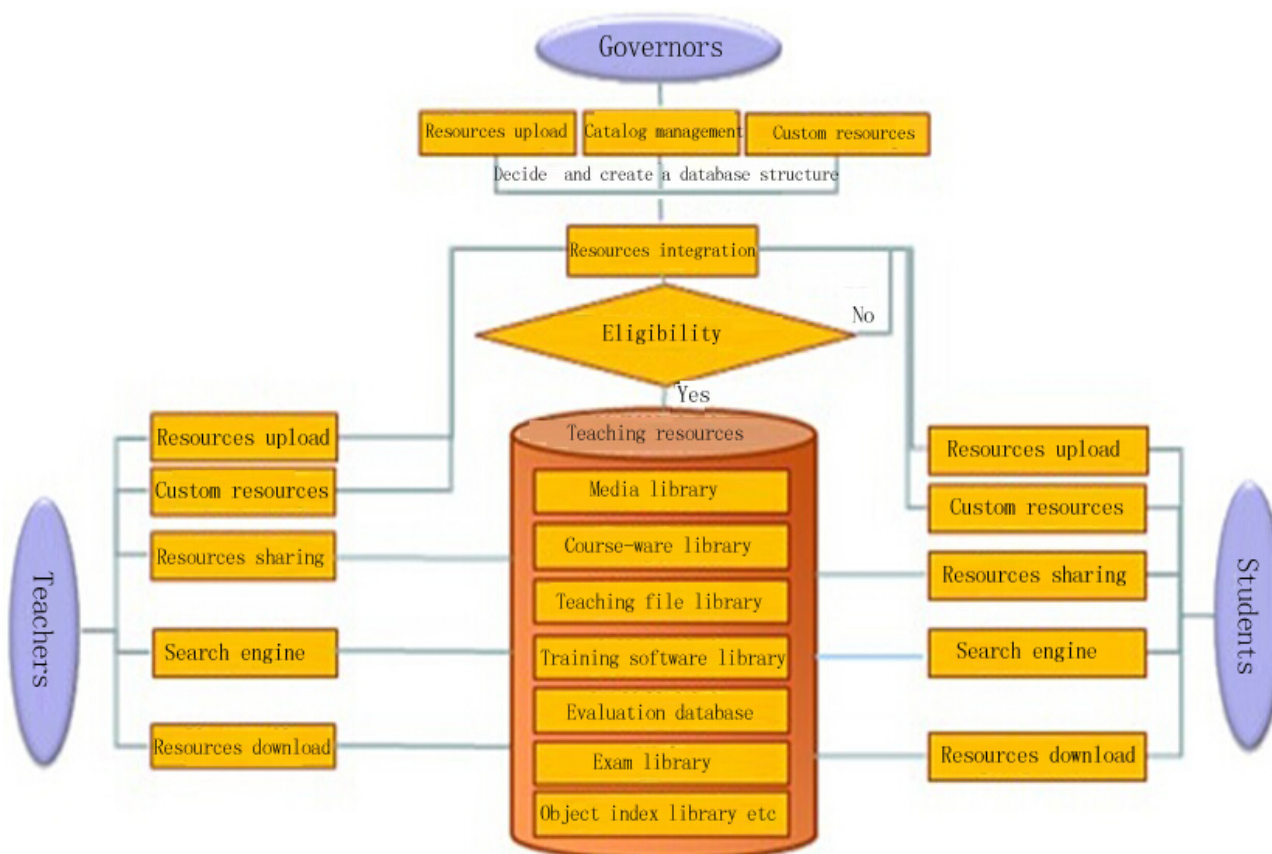 Governors
Resources upload
Catalog management
Custom resources
Decide and create a database structure
Resources integration
Eligibility
No
Yes
Teaching resources
Media library
Course-ware library
Teaching file library
Training software library
Evaluation database
Exam library
Object index library etc
Teachers
Resources upload
Custom resources
Resources sharing
Search engine
Resources download
Resources upload
Custom resources
Resources sharing
Search engine
Resources download
Students